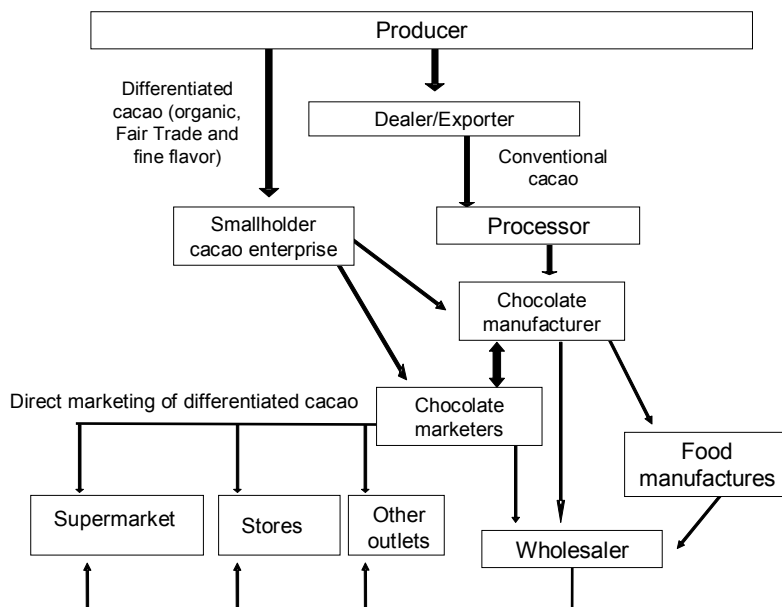 Producer
Differentiated
cacao (organic,
Fair Trade and
fine flavor)
Dealer/Exporter
Conventional
cacao
Smallholder
cacao enterprise
Processor
Chocolate
manufacturer
Direct marketing of differentiated cacao
Chocolate
marketers
Food
manufactures
Supermarket
Stores
Other
outlets
Wholesaler